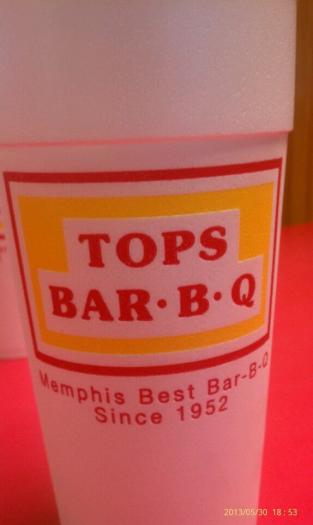 TOPS
BAR·B·Q
Memphis Best Bar-B-Q
Since 1952
2013/05/30 18:53